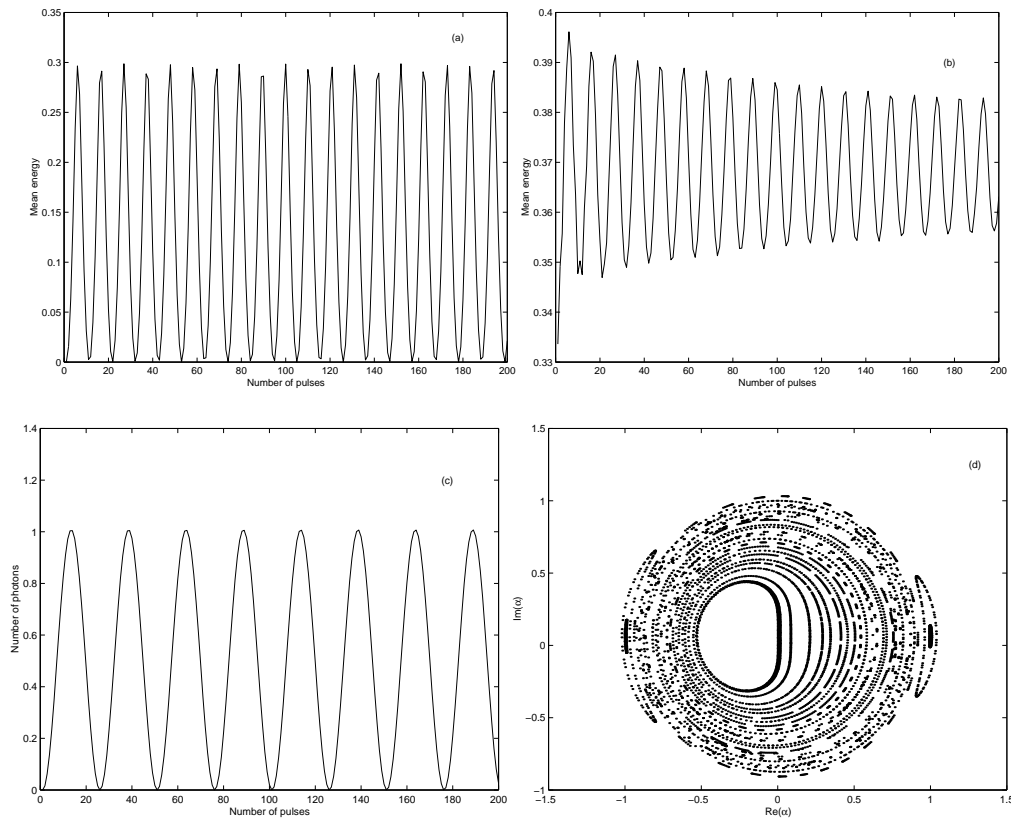 (a)
Mean energy
0.35
0.3
0.25
0.2
0.15
0.1
0.05
0
0 20 40 60 80 100 120 140 160 180 200
Number of pulses
(b)
Mean energy
0.4
0.39
0.38
0.37
0.36
0.35
0.34
0.33
0 20 40 60 80 100 120 140 160 180 200
Number of pulses
(c)
Number of photons
1.4
1.2
1
0.8
0.6
0.4
0.2
0
0 20 40 60 80 100 120 140 160 180 200
Number of pulses
(d)
Im(α)
1.5
1
0.5
0
−0.5
−1
−1.5 −1 −0.5 0 0.5 1 1.5
Re(α)